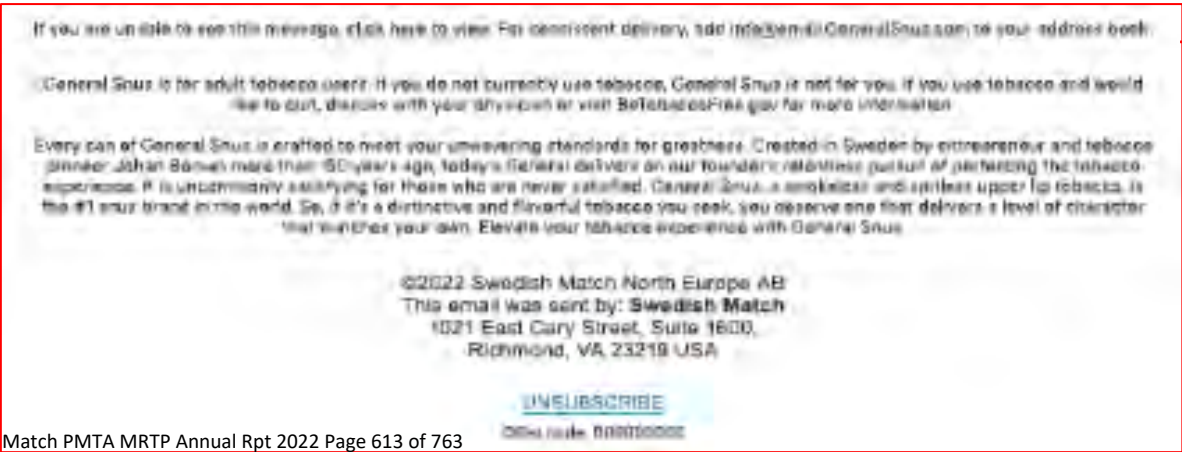 If you are unable to see this message, click here to view. For consistent delivery, add info@email.GeneralSnus.com to your address book.
General Snus is for adult tobacco users. If you do not currently use tobacco, General Snus is not for you. If you use tobacco and would
like to quit, discuss with your physician or visit BeTobaccoFree.gov for more information
Every can of General Snus is crafted to meet your unwavering standards for greatness. Created in Sweden by entrepreneur and tobacco
pioneer Johan Boman more than 150 years ago, today's General delivers on our founder's relentless pursuit of perfecting the tobacco
experience. It is uncommonly satisfying for those who are never satisfied. General Snus, a smokeless and spitless upper lip tobacco, is
the #1 snus brand in the world. So, if it's a distinctive and flavorful tobacco you seek, you deserve one that delivers a level of character
that matches your own. Elevate your tobacco experience with General Snus
©2022 Swedish Match North Europe AB
This email was sent by: Swedish Match
1021 East Cary Street, Suite 1600,
Richmond, VA 23219 USA
UNSUBSCRIBE
Offer code:
Match PMTA MRTP Annual Rpt 2022 Page 613 of 763